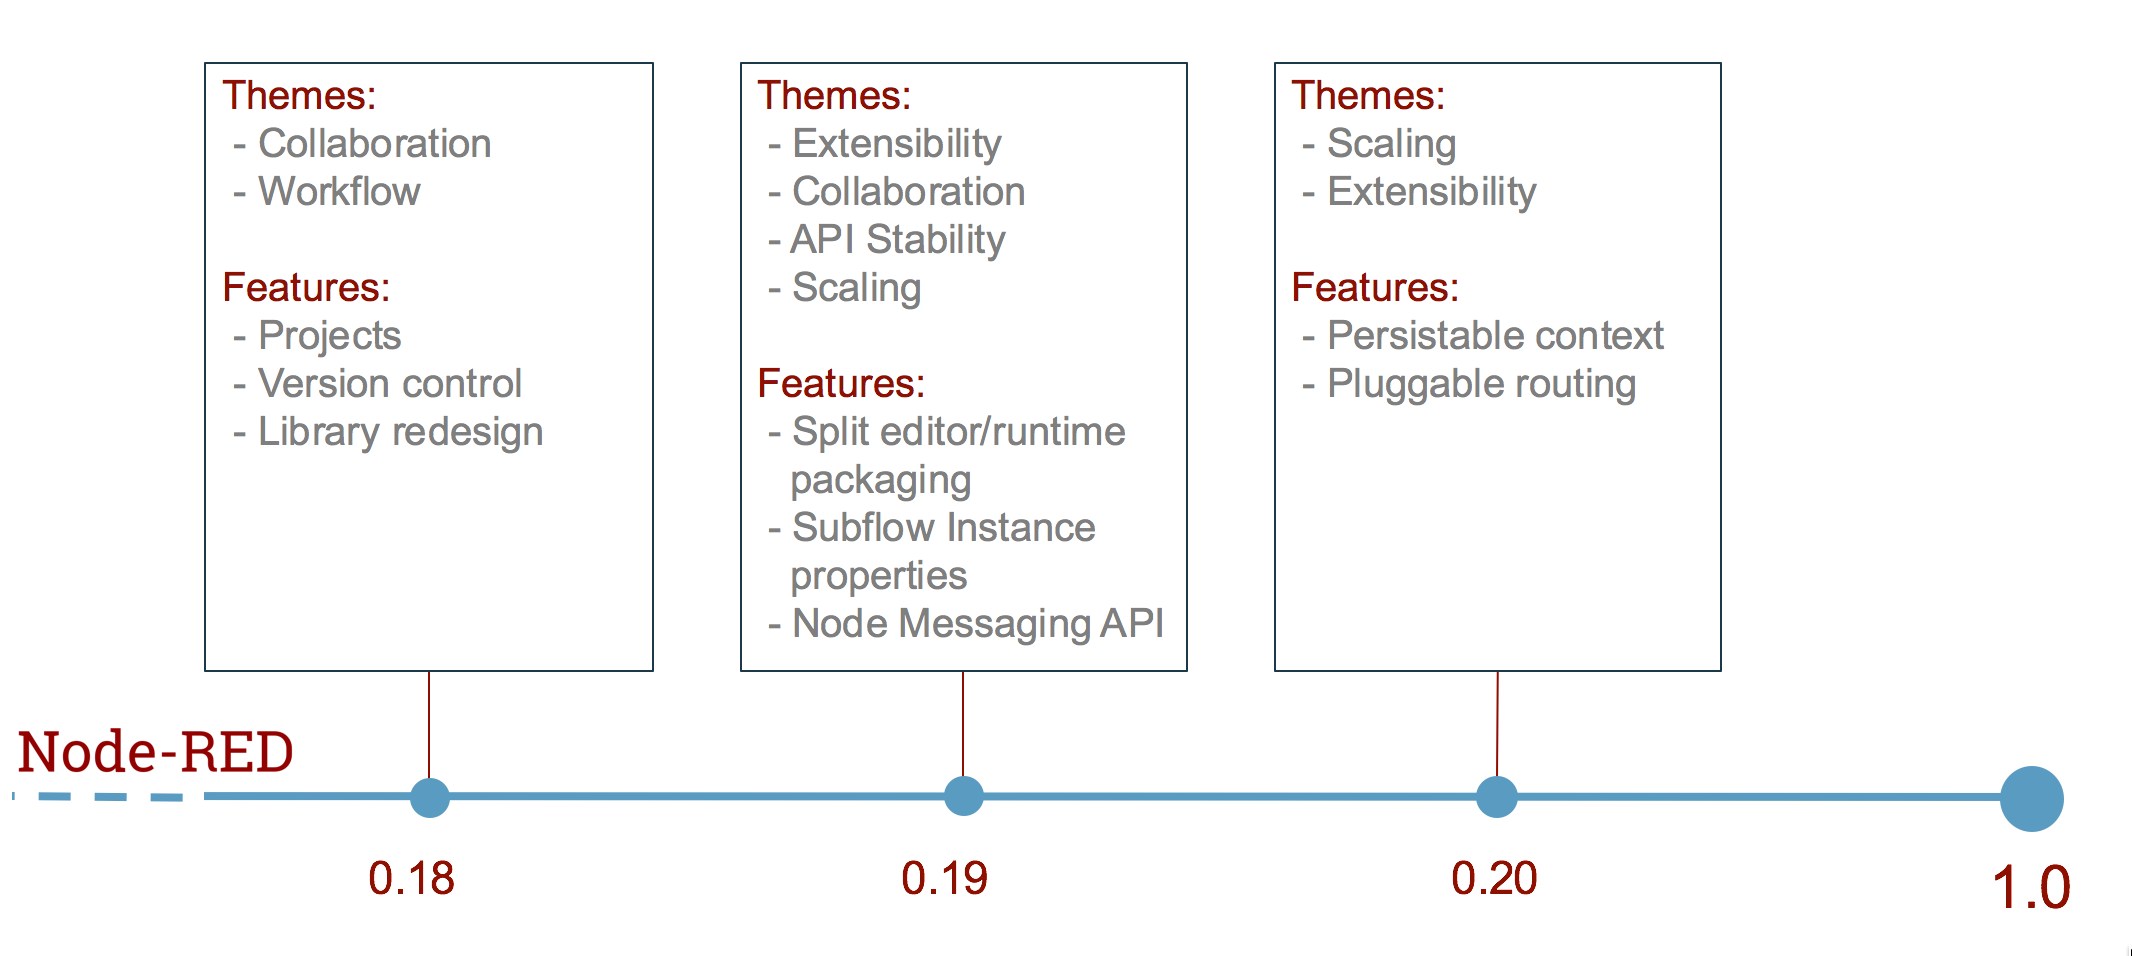 Themes:
- Collaboration
- Workflow
Features:
- Projects
- Version control
- Library redesign
Themes:
- Extensibility
- Collaboration
- API Stability
- Scaling
Features:
- Split editor/runtime
packaging
- Subflow Instance
properties
- Node Messaging API
Themes:
- Scaling
- Extensibility
Features:
- Persistable context
- Pluggable routing
Node-RED
0.18
0.19
0.20
1.0